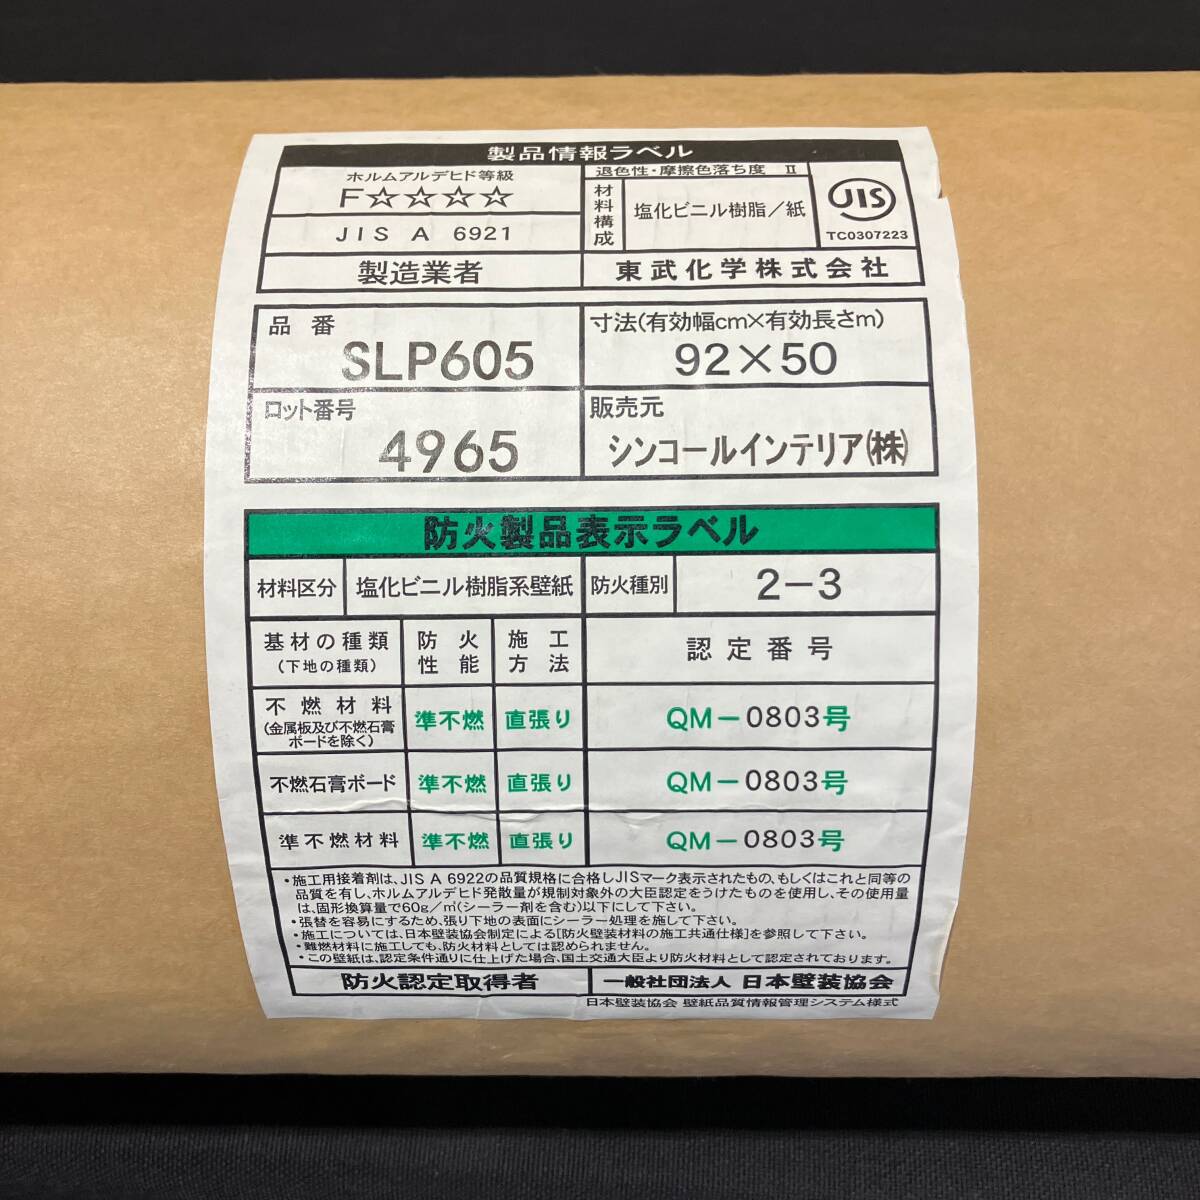 製品情報ラベル
ホルムアルデヒド等級
F☆☆☆☆
JIS A 6921
退色性・摩擦色落ち度 Ⅱ
材料構成
塩化ビニル樹脂／紙
JIS
TC0307223
製造業者
東武化学株式会社
品番
SLP605
寸法(有効幅cm×有効長さm)
92×50
ロット番号
4965
販売元
シンコールインテリア(株)
防火製品表示ラベル
材料区分
塩化ビニル樹脂系壁紙
防火種別
2－3
基材の種類
(下地の種類)
防火
性能
施工
方法
認定番号
不燃材料
(金属板及び不燃石膏
ボードを除く)
準不燃
直張り
QM－0803号
不燃石膏ボード
準不燃
直張り
QM－0803号
準不燃材料
準不燃
直張り
QM－0803号
・施工用接着剤は、JIS A 6922の品質規格に合格しJISマーク表示されたもの、もしくはこれと同等の
品質を有し、ホルムアルデヒド発散量が規制対象外の大臣認定をうけたものを使用し、その使用量
は、固形換算量で60g/㎡(シーラー剤を含む)以下にして下さい。
・張替を容易にするため、張り下地の表面にシーラー処理を施して下さい。
・施工については、日本壁装協会制定による[防火壁装材料の施工共通仕様]を参照して下さい。
・難燃材料に施工しても、防火材料としては認められません。
・この壁紙は、認定条件通りに仕上げた場合、国土交通大臣より防火材料として認定されております。
防火認定取得者
一般社団法人 日本壁装協会
日本壁装協会 壁紙品質情報管理システム様式